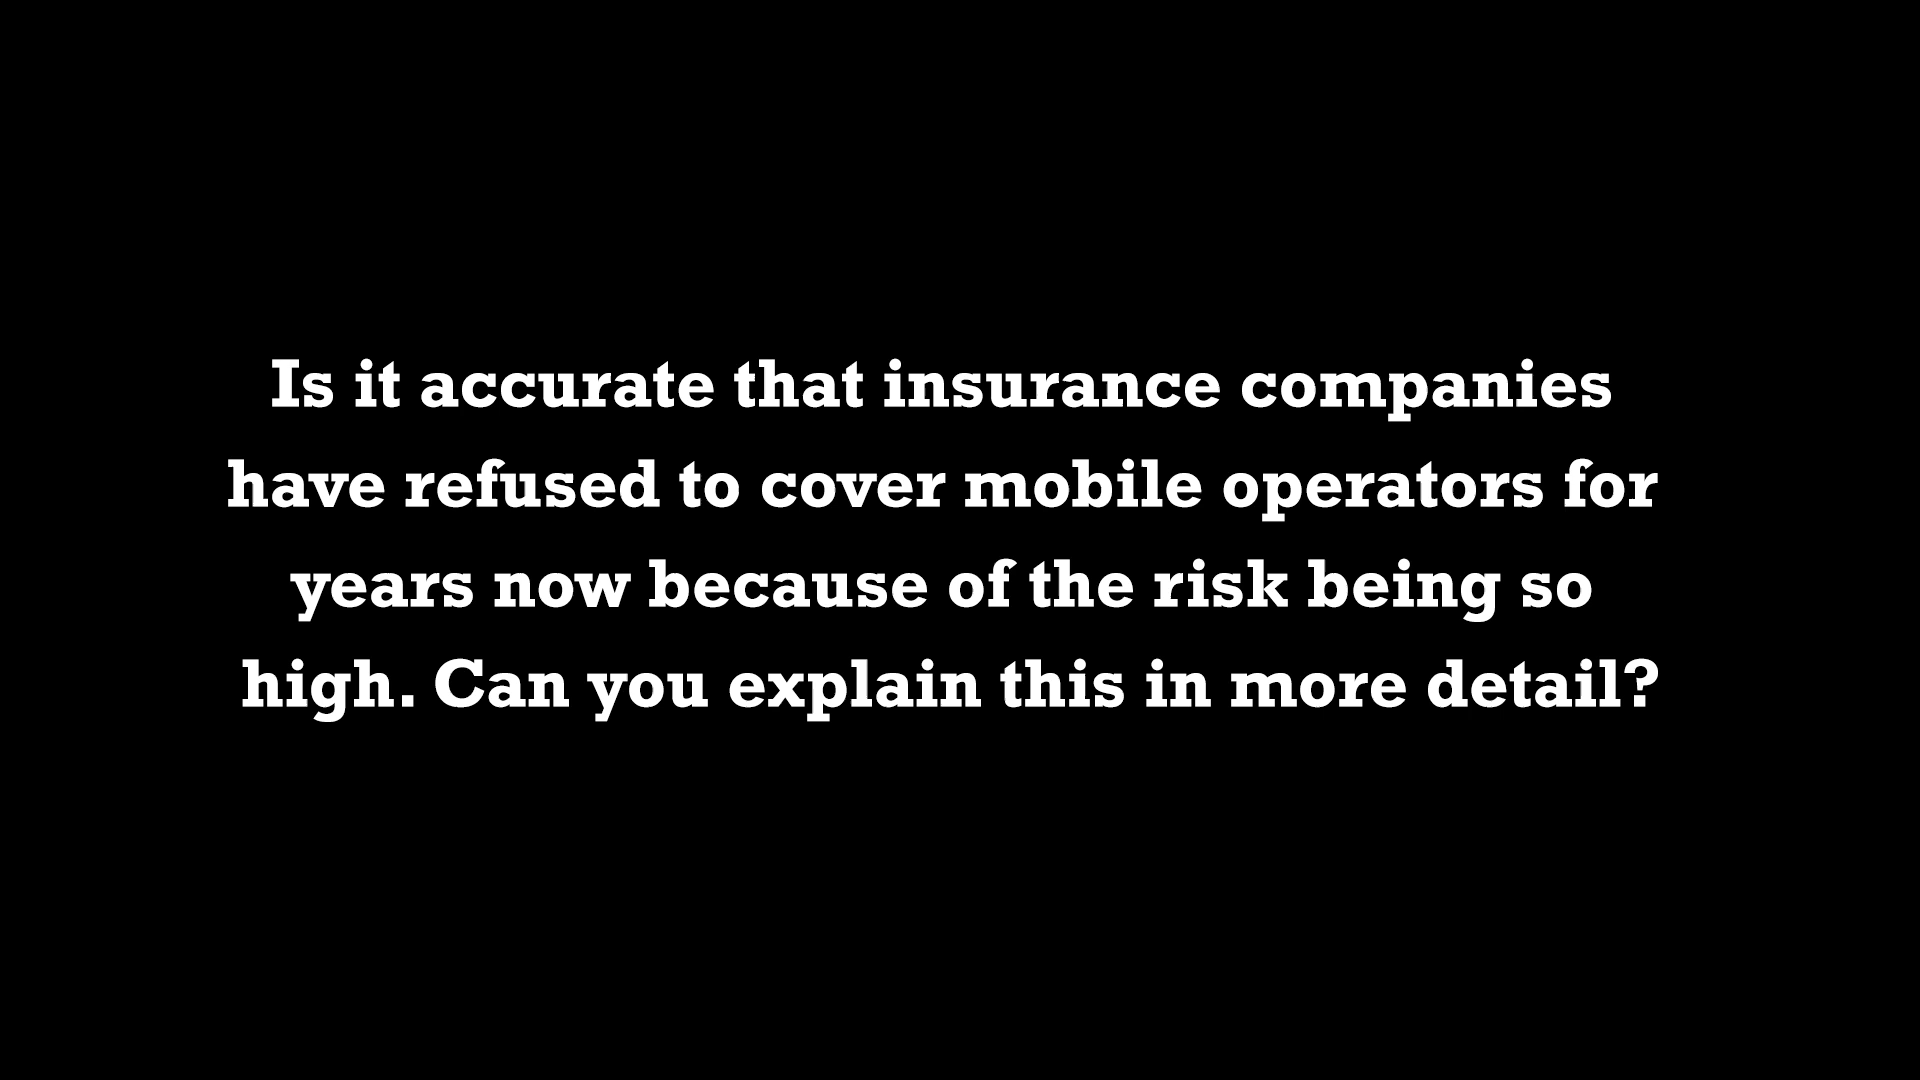 Is it accurate that insurance companies
have refused to cover mobile operators for
years now because of the risk being so
high. Can you explain this in more detail?